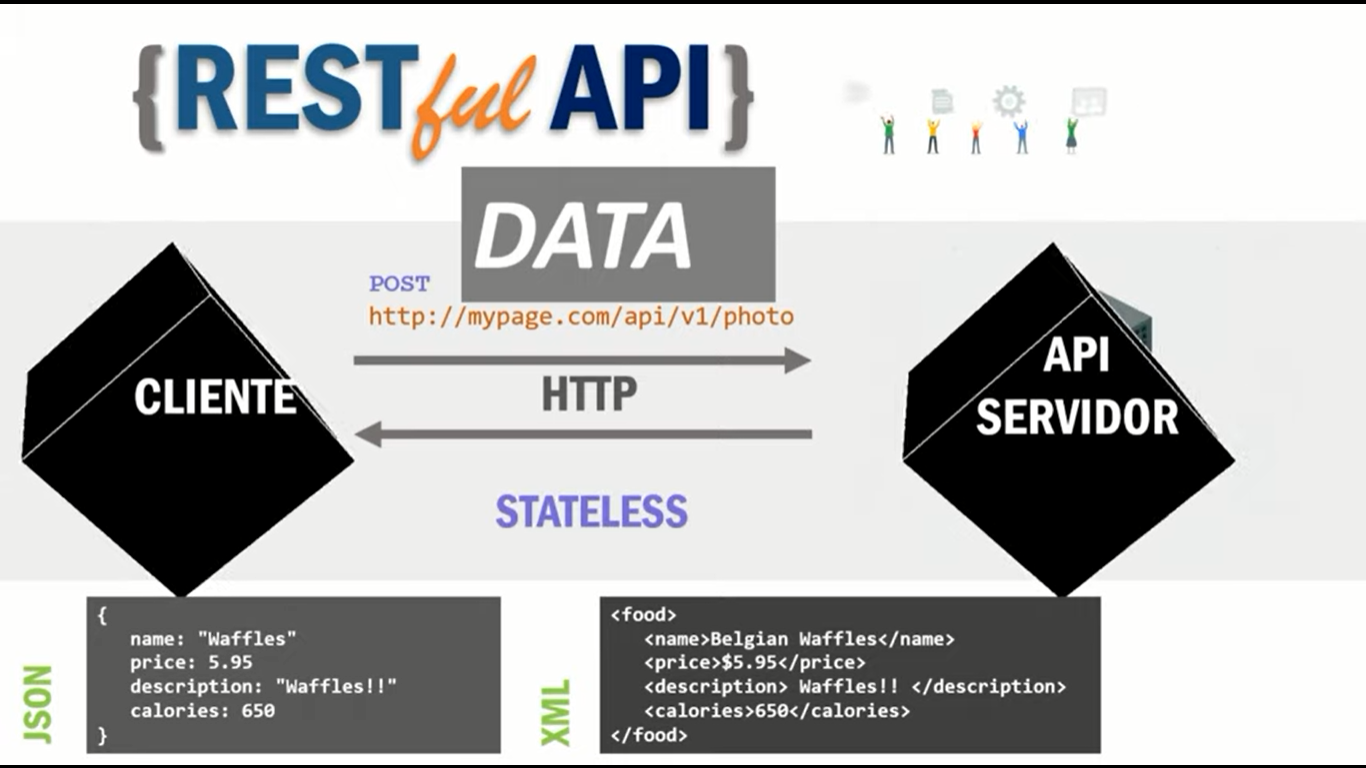 {RESTful API}
DATA
POST
http://mypage.com/api/v1/photo
CLIENTE
HTTP
API
SERVIDOR
STATELESS
JSON
{
name: "Waffles"
price: 5.95
description: "Waffles!!"
calories: 650
}
XML
<food>
<name>Belgian Waffles</name>
<price>$5.95</price>
<description> Waffles!! </description>
<calories>650</calories>
</food>